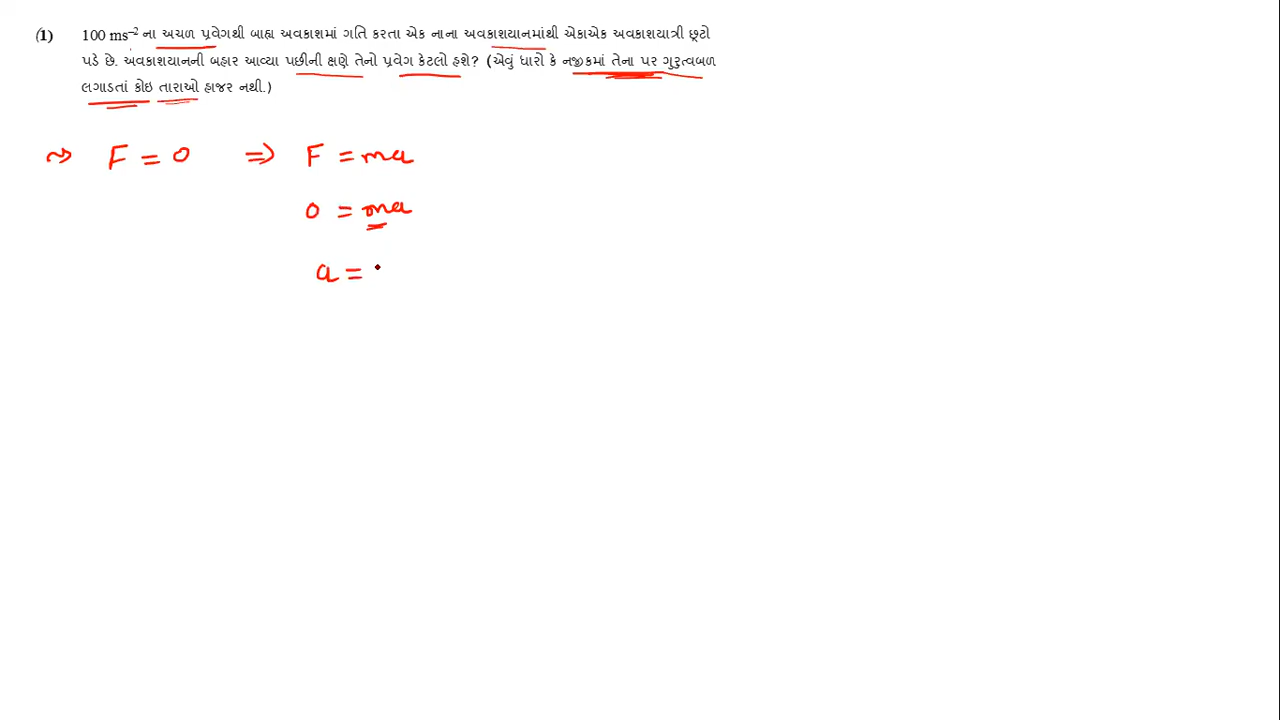 (1) 100 ms⁻² ના અચળ પ્રવેગથી બાહ્ય અવકાશમાં ગતિ કરતા એક નાના અવકાશયાનમાંથી એકાએક અવકાશયાત્રી છૂટો
પડે છે. અવકાશયાનની બહાર આવ્યા પછીની ક્ષણે તેનો પ્રવેગ કેટલો હશે? (એવું ધારો કે નજીકમાં તેના પર ગુરુત્વબળ
લગાડતાં કોઇ તારાઓ હાજર નથી.)
⇝ F = 0 ⇒ F = ma
0 = ma
a =